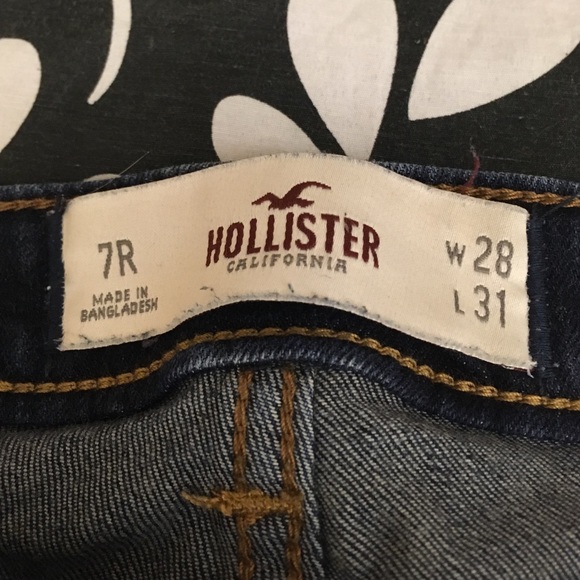 7R
MADE IN
BANGLADESH
HOLLISTER
CALIFORNIA
W 28
L 31